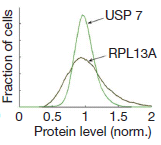 Fraction of cells
USP 7
RPL13A
0 0.5 1 1.5 2
Protein level (norm.)